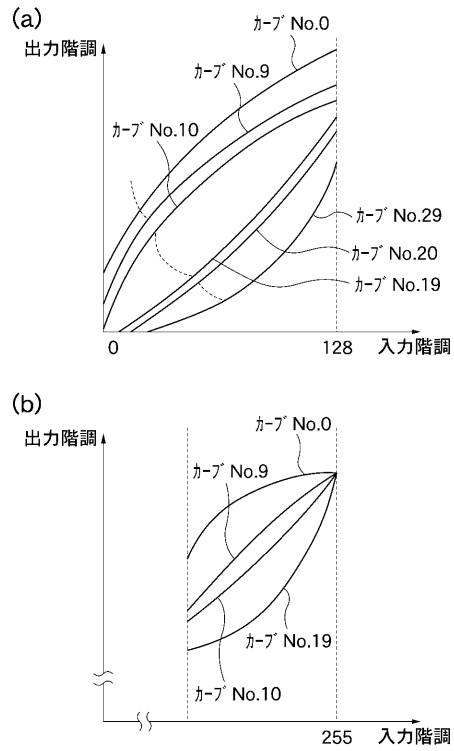 (a)
出力階調
ｶｰﾌﾞ No.0
ｶｰﾌﾞ No.9
ｶｰﾌﾞ No.10
ｶｰﾌﾞ No.29
ｶｰﾌﾞ No.20
ｶｰﾌﾞ No.19
0
128
入力階調
(b)
出力階調
ｶｰﾌﾞ No.0
ｶｰﾌﾞ No.9
ｶｰﾌﾞ No.19
ｶｰﾌﾞ No.10
255
入力階調